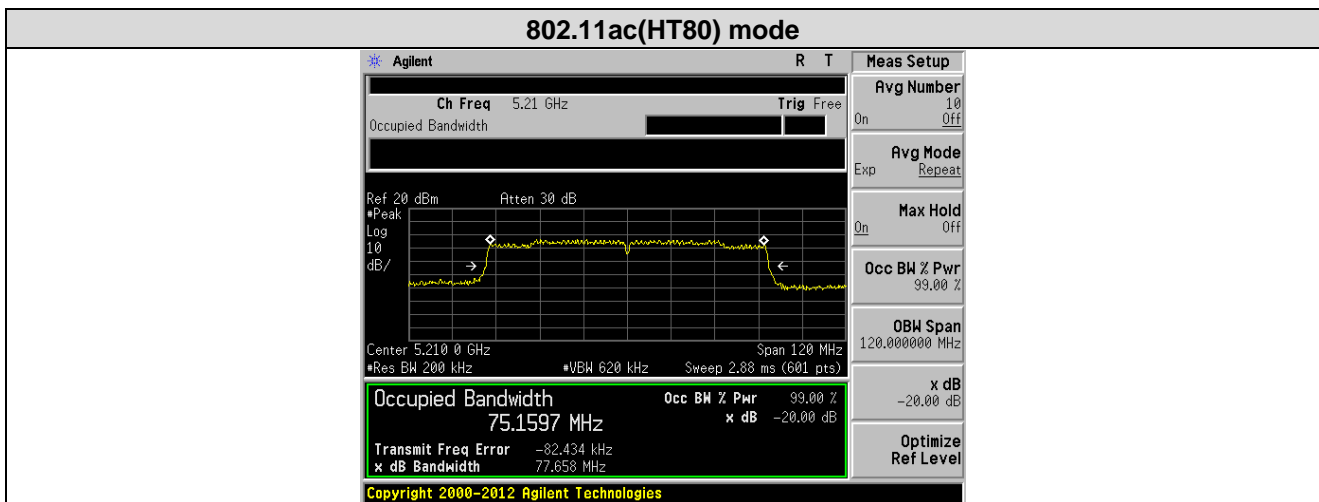 802.11ac(HT80) mode
Agilent R T
Ch Freq 5.21 GHz Trig Free
Occupied Bandwidth
Ref 20 dBm Atten 30 dB
#Peak
Log
10
dB/
Center 5.210 0 GHz Span 120 MHz
#Res BW 200 kHz #VBW 620 kHz Sweep 2.88 ms (601 pts)
Occupied Bandwidth Occ BW % Pwr 99.00 %
75.1597 MHz x dB -20.00 dB
Transmit Freq Error -82.434 kHz
x dB Bandwidth 77.658 MHz
Copyright 2000-2012 Agilent Technologies
Meas Setup
Avg Number
10
On Off
Avg Mode
Exp Repeat
Max Hold
On Off
Occ BW % Pwr
99.00 %
OBW Span
120.000000 MHz
x dB
-20.00 dB
Optimize
Ref Level